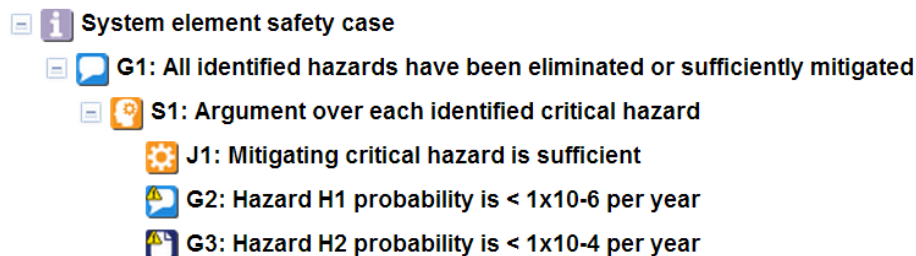 System element safety case
G1: All identified hazards have been eliminated or sufficiently mitigated
S1: Argument over each identified critical hazard
J1: Mitigating critical hazard is sufficient
G2: Hazard H1 probability is < 1x10-6 per year
G3: Hazard H2 probability is < 1x10-4 per year